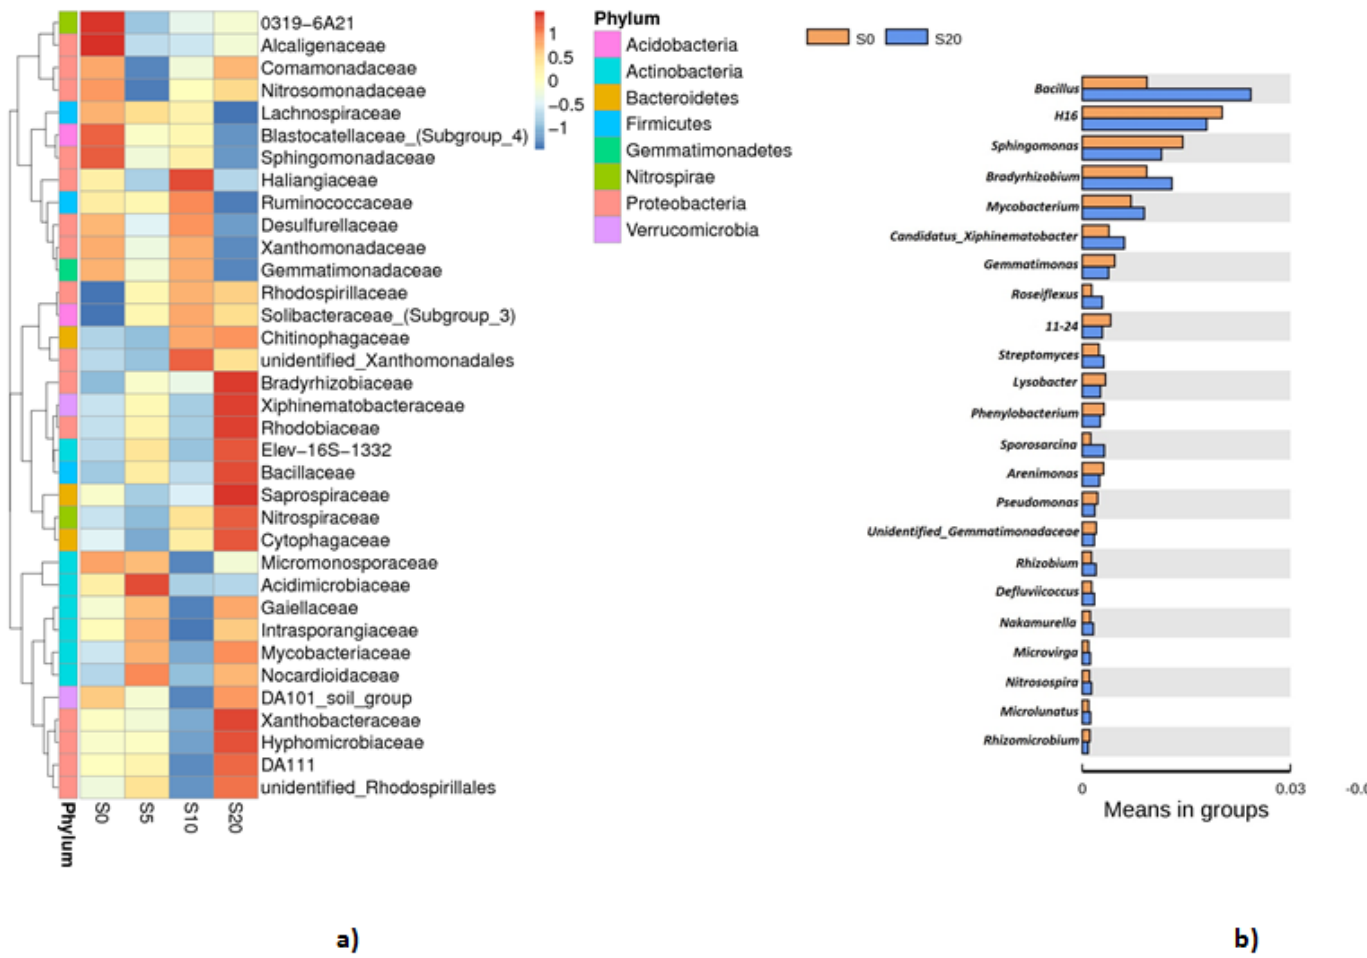 0319−6A21
Alcaligenaceae
Comamonadaceae
Nitrosomonadaceae
Lachnospiraceae
Blastocatellaceae_(Subgroup_4)
Sphingomonadaceae
Haliangiaceae
Ruminococcaceae
Desulfurellaceae
Xanthomonadaceae
Gemmatimonadaceae
Rhodospirillaceae
Solibacteraceae_(Subgroup_3)
Chitinophagaceae
unidentified_Xanthomonadales
Bradyrhizobiaceae
Xiphinematobacteraceae
Rhodobiaceae
Elev−16S−1332
Bacillaceae
Saprospiraceae
Nitrospiraceae
Cytophagaceae
Micromonosporaceae
Acidimicrobiaceae
Gaiellaceae
Intrasporangiaceae
Mycobacteriaceae
Nocardioidaceae
DA101_soil_group
Xanthobacteraceae
Hyphomicrobiaceae
DA111
unidentified_Rhodospirillales
Phylum
S0
S5
S10
S20
1
0.5
0
−0.5
−1
Phylum
Acidobacteria
Actinobacteria
Bacteroidetes
Firmicutes
Gemmatimonadetes
Nitrospirae
Proteobacteria
Verrucomicrobia
a)
S0 S20
Bacillus
H16
Sphingomonas
Bradyrhizobium
Mycobacterium
Candidatus_Xiphinematobacter
Gemmatimonas
Roseiflexus
11-24
Streptomyces
Lysobacter
Phenylobacterium
Sporosarcina
Arenimonas
Pseudomonas
Unidentified_Gemmatimonadaceae
Rhizobium
Defluviicoccus
Nakamurella
Microvirga
Nitrosospira
Microlunatus
Rhizomicrobium
0 0.03 -0.0
Means in groups
b)